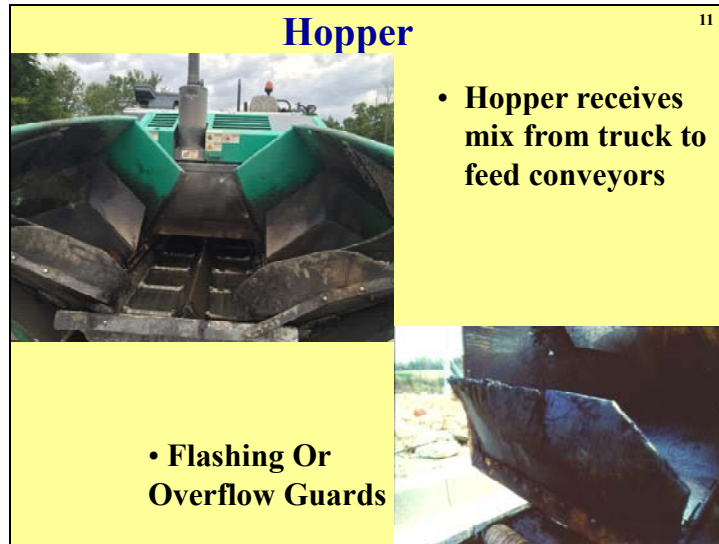 Hopper
11
• Hopper receives
mix from truck to
feed conveyors
• Flashing Or
Overflow Guards